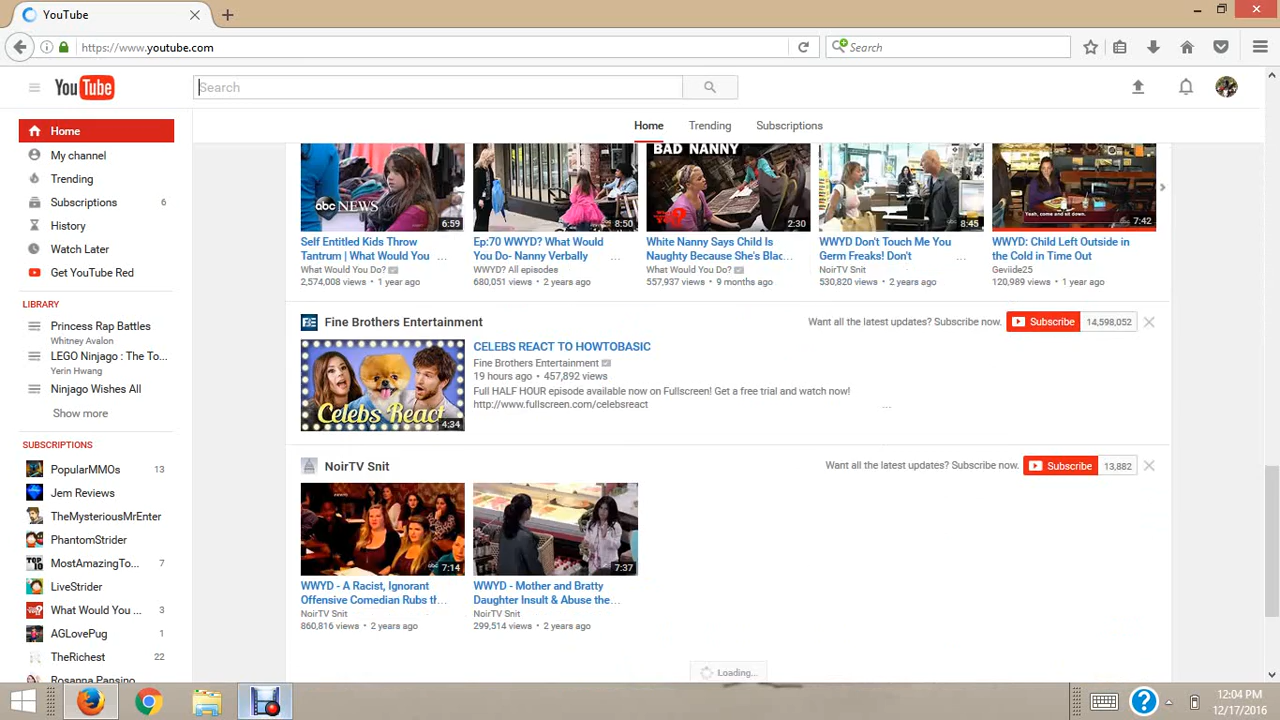 YouTube
https://www.youtube.com
Search
YouTube
Search
Home
Trending
Subscriptions
Home
My channel
Trending
Subscriptions 6
History
Watch Later
Get YouTube Red
LIBRARY
Princess Rap Battles
Whitney Avalon
LEGO Ninjago : The To...
Yerin Hwang
Ninjago Wishes All
Show more
SUBSCRIPTIONS
PopularMMOs 13
Jem Reviews
TheMysteriousMrEnter
PhantomStrider
MostAmazingTo... 7
LiveStrider
What Would You ... 3
AGLovePug 1
TheRichest 22
Rosanna Pansino
abc NEWS
6:59
Self Entitled Kids Throw
Tantrum | What Would You ...
What Would You Do?
2,574,008 views • 1 year ago
8:50
Ep:70 WWYD? What Would
You Do- Nanny Verbally ...
WWYD? All episodes
680,051 views • 2 years ago
BAD NANNY
2:30
White Nanny Says Child Is
Naughty Because She's Blac...
What Would You Do?
557,937 views • 9 months ago
8:45
WWYD Don't Touch Me You
Germ Freaks! Don't ...
NoirTV Snit
530,820 views • 2 years ago
Yeah, come and sit down.
7:42
WWYD: Child Left Outside in
the Cold in Time Out
Geviide25
120,989 views • 1 year ago
Fine Brothers Entertainment
Want all the latest updates? Subscribe now.
Subscribe 14,598,052
Celebs React
4:34
CELEBS REACT TO HOWTOBASIC
Fine Brothers Entertainment
19 hours ago • 457,892 views
Full HALF HOUR episode available now on Fullscreen! Get a free trial and watch now!
http://www.fullscreen.com/celebsreact ...
NoirTV Snit
Want all the latest updates? Subscribe now.
Subscribe 13,882
abc 7:14
WWYD - A Racist, Ignorant
Offensive Comedian Rubs th...
NoirTV Snit
860,816 views • 2 years ago
7:37
WWYD - Mother and Bratty
Daughter Insult & Abuse the...
NoirTV Snit
299,514 views • 2 years ago
Loading...
12:04 PM
12/17/2016